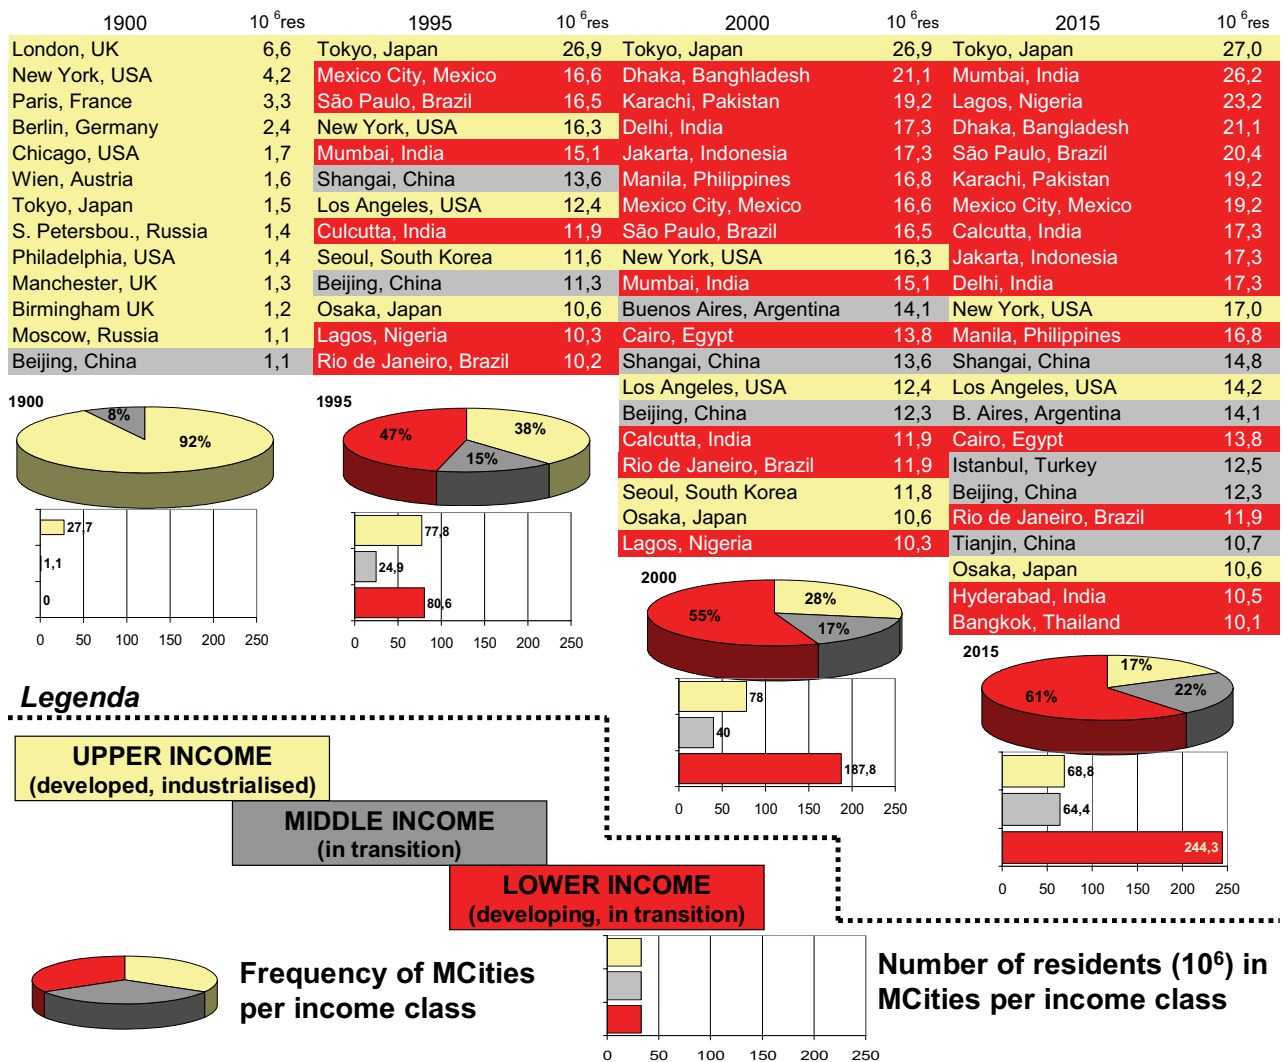 1900 10 6res 1995 10 6res 2000 10 6res 2015 10 6res
London, UK 6,6 Tokyo, Japan 26,9 Tokyo, Japan 26,9 Tokyo, Japan 27,0
New York, USA 4,2 Mexico City, Mexico 16,6 Dhaka, Banghladesh 21,1 Mumbai, India 26,2
Paris, France 3,3 São Paulo, Brazil 16,5 Karachi, Pakistan 19,2 Lagos, Nigeria 23,2
Berlin, Germany 2,4 New York, USA 16,3 Delhi, India 17,3 Dhaka, Bangladesh 21,1
Chicago, USA 1,7 Mumbai, India 15,1 Jakarta, Indonesia 17,3 São Paulo, Brazil 20,4
Wien, Austria 1,6 Shangai, China 13,6 Manila, Philippines 16,8 Karachi, Pakistan 19,2
Tokyo, Japan 1,5 Los Angeles, USA 12,4 Mexico City, Mexico 16,6 Mexico City, Mexico 19,2
S. Petersbou., Russia 1,4 Culcutta, India 11,9 São Paulo, Brazil 16,5 Calcutta, India 17,3
Philadelphia, USA 1,4 Seoul, South Korea 11,6 New York, USA 16,3 Jakarta, Indonesia 17,3
Manchester, UK 1,3 Beijing, China 11,3 Mumbai, India 15,1 Delhi, India 17,3
Birmingham UK 1,2 Osaka, Japan 10,6 Buenos Aires, Argentina 14,1 New York, USA 17,0
Moscow, Russia 1,1 Lagos, Nigeria 10,3 Cairo, Egypt 13,8 Manila, Philippines 16,8
Beijing, China 1,1 Rio de Janeiro, Brazil 10,2 Shangai, China 13,6 Shangai, China 14,8
Los Angeles, USA 12,4 Los Angeles, USA 14,2
Beijing, China 12,3 B. Aires, Argentina 14,1
Calcutta, India 11,9 Cairo, Egypt 13,8
Rio de Janeiro, Brazil 11,9 Istanbul, Turkey 12,5
Seoul, South Korea 11,8 Beijing, China 12,3
Osaka, Japan 10,6 Rio de Janeiro, Brazil 11,9
Lagos, Nigeria 10,3 Tianjin, China 10,7
Osaka, Japan 10,6
Hyderabad, India 10,5
Bangkok, Thailand 10,1
1900
8%
92%
27,7
1,1
0
0 50 100 150 200 250
1995
47%
38%
15%
77,8
24,9
80,6
0 50 100 150 200 250
2000
28%
55%
17%
78
40
187,8
0 50 100 150 200 250
2015
17%
61%
22%
68,8
64,4
244,3
0 50 100 150 200 250
Legenda
UPPER INCOME
(developed, industrialised)
MIDDLE INCOME
(in transition)
LOWER INCOME
(developing, in transition)
Frequency of MCities
per income class
0 50 100 150 200 250
Number of residents (10⁶) in
MCities per income class